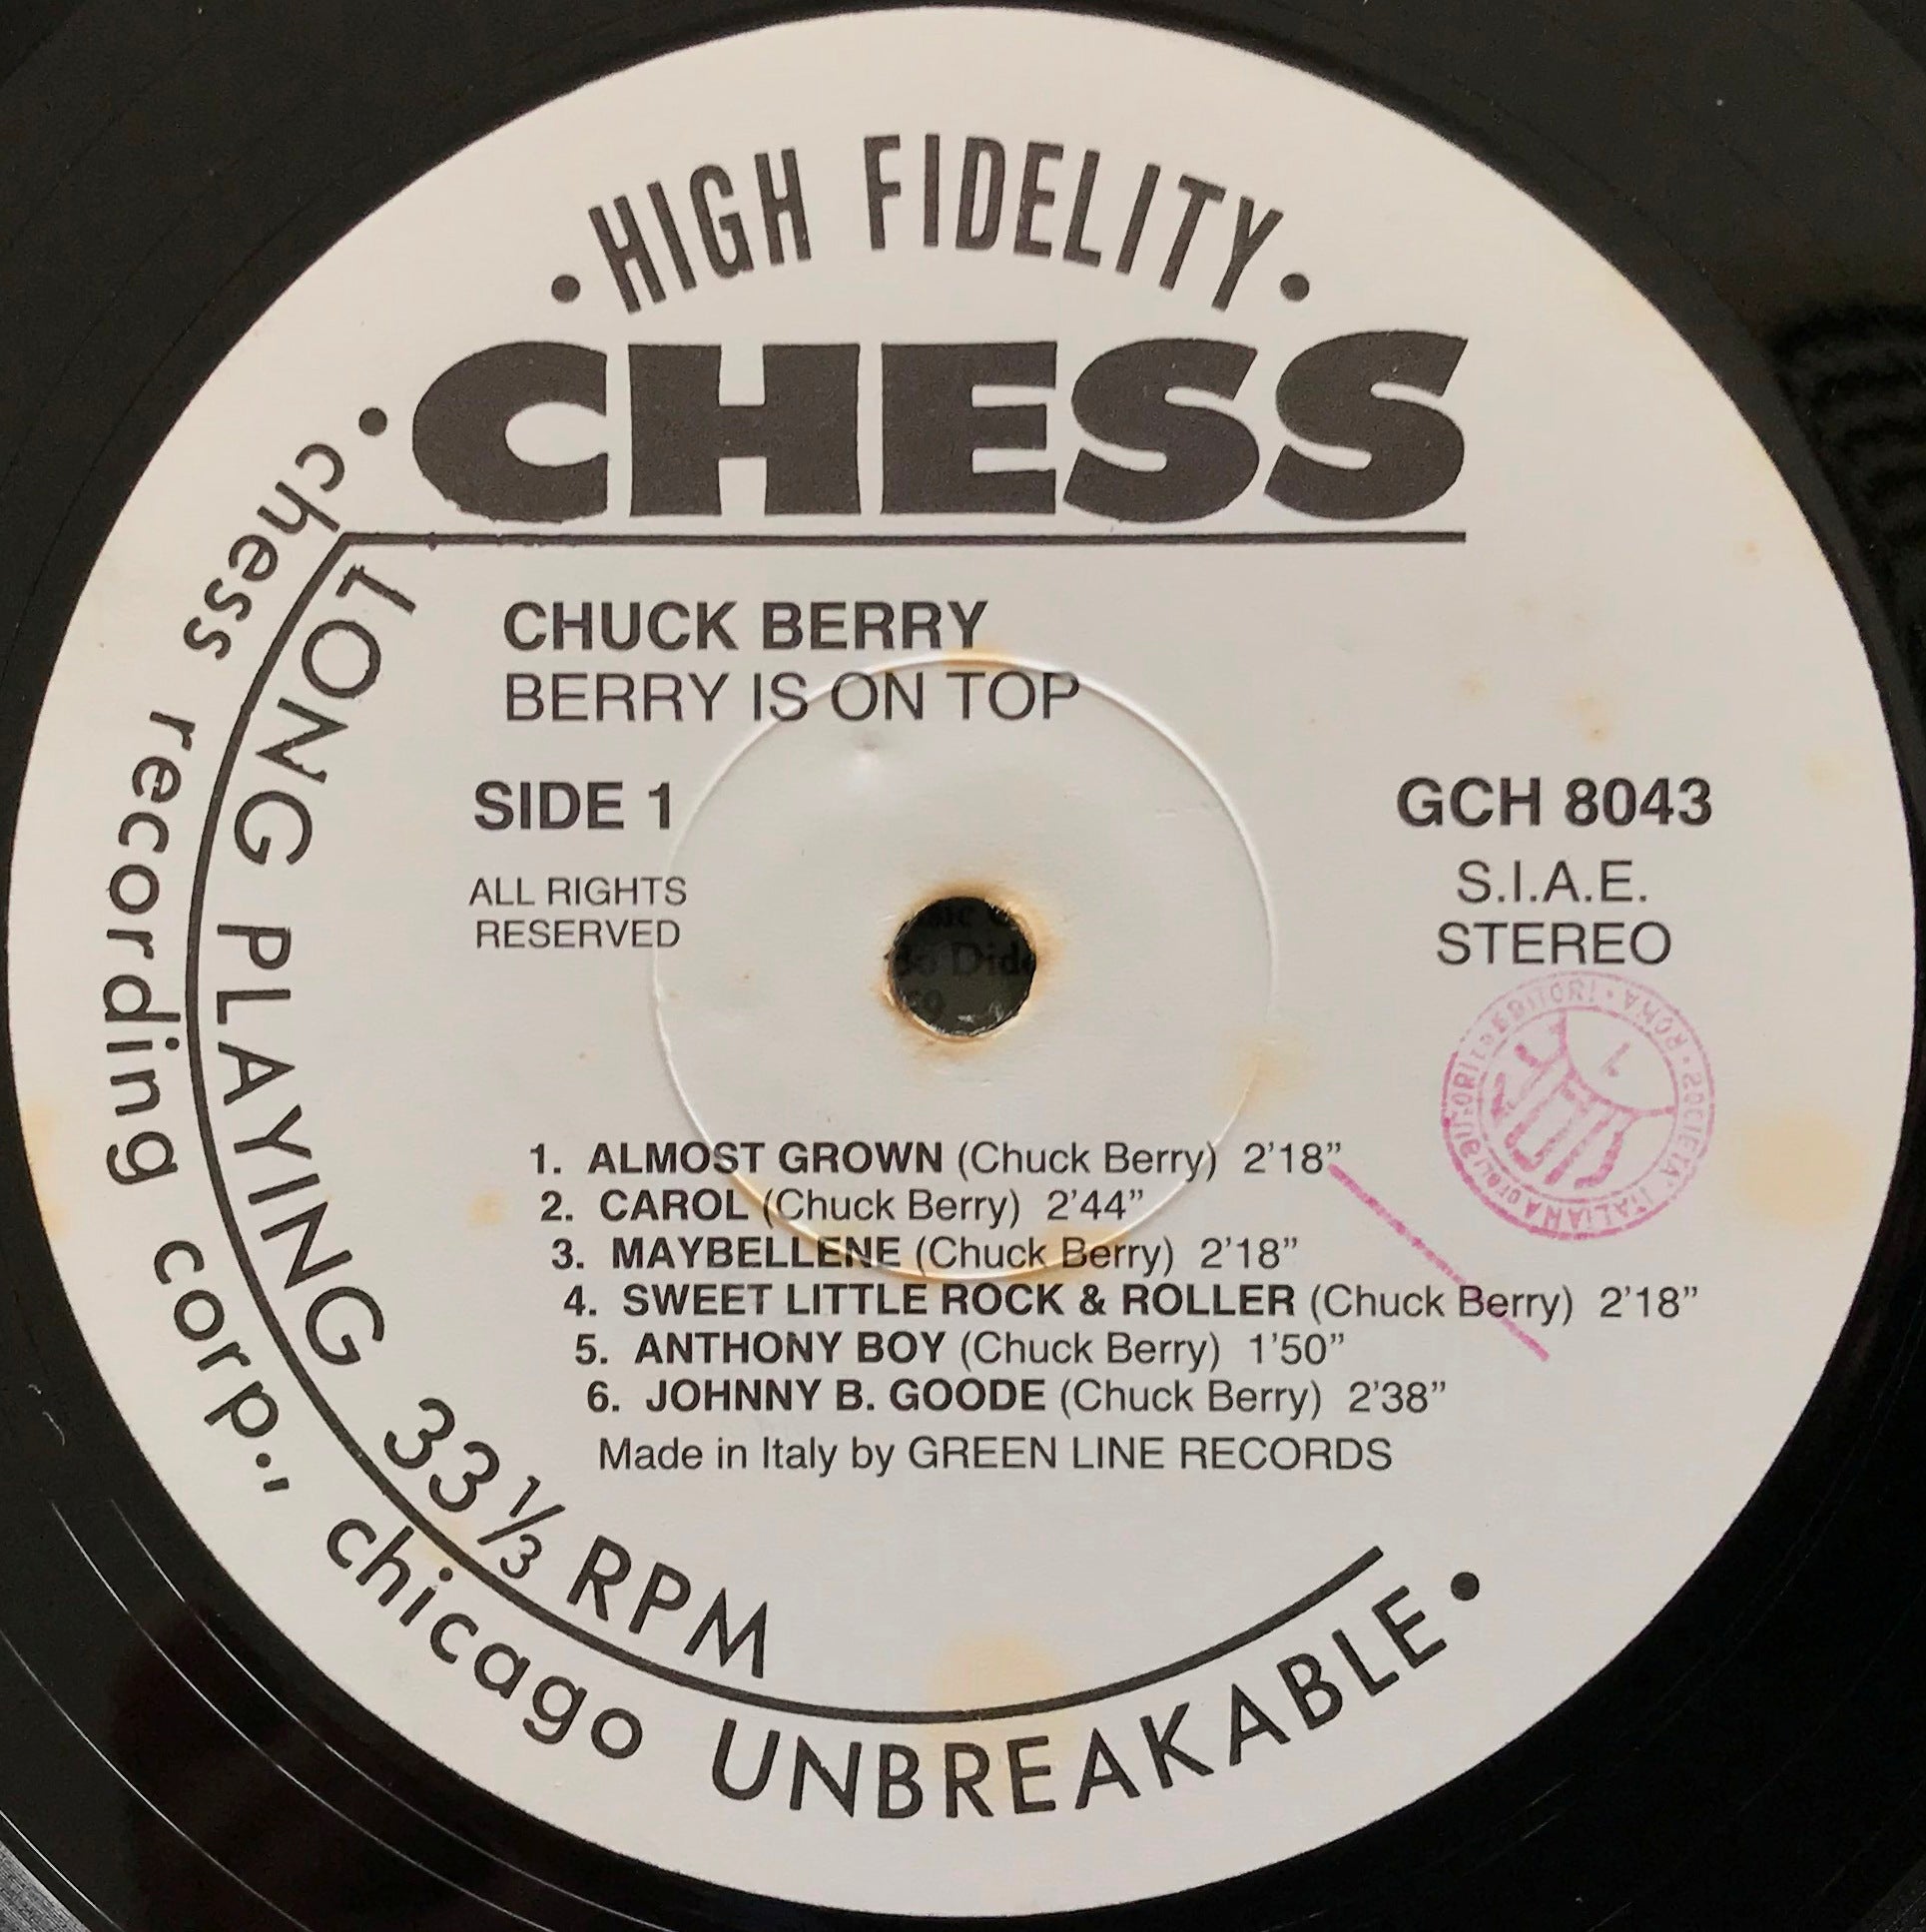 • HIGH FIDELITY •
CHESS
• chess recording corp., chicago UNBREAKABLE •
LONG PLAYING 33⅓ RPM
CHUCK BERRY
BERRY IS ON TOP
SIDE 1
ALL RIGHTS
RESERVED
GCH 8043
S.I.A.E.
STEREO
SOCIETA' ITALIANA
ROMA
1. ALMOST GROWN (Chuck Berry) 2'18”
2. CAROL (Chuck Berry) 2'44”
3. MAYBELLENE (Chuck Berry) 2'18”
4. SWEET LITTLE ROCK & ROLLER (Chuck Berry) 2'18”
5. ANTHONY BOY (Chuck Berry) 1'50”
6. JOHNNY B. GOODE (Chuck Berry) 2'38”
Made in Italy by GREEN LINE RECORDS